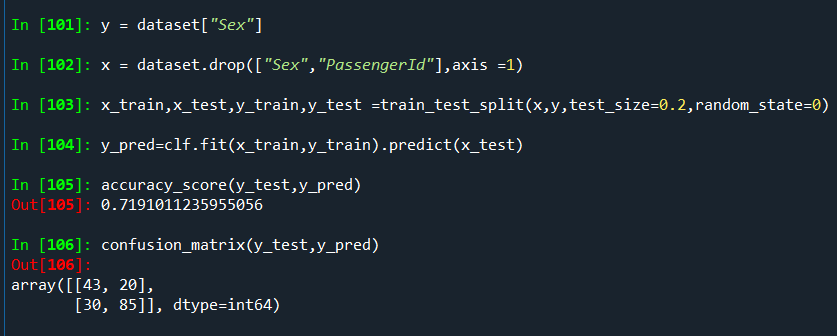 In [101]: y = dataset["Sex"]
In [102]: x = dataset.drop(["Sex","PassengerId"],axis =1)
In [103]: x_train,x_test,y_train,y_test =train_test_split(x,y,test_size=0.2,random_state=0)
In [104]: y_pred=clf.fit(x_train,y_train).predict(x_test)
In [105]: accuracy_score(y_test,y_pred)
Out[105]: 0.7191011235955056
In [106]: confusion_matrix(y_test,y_pred)
Out[106]:
array([[43, 20],
       [30, 85]], dtype=int64)